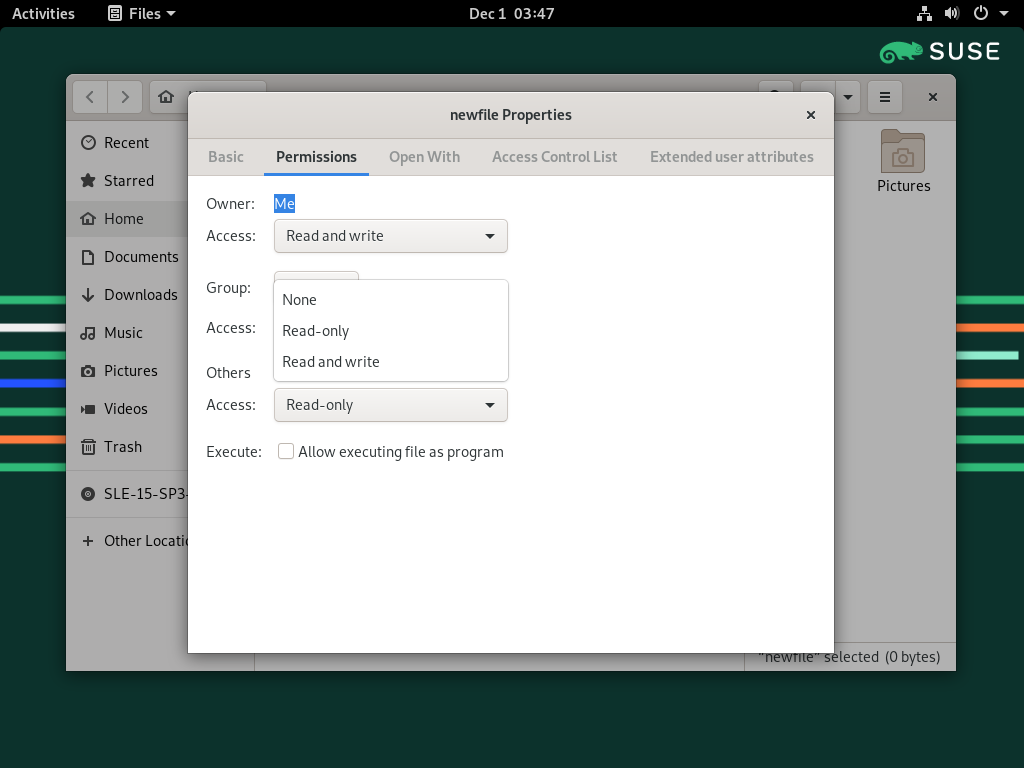 Activities Files Dec 1 03:47
SUSE
newfile Properties
Basic Permissions Open With Access Control List Extended user attributes
Recent
Starred
Home
Documents
Downloads
Music
Pictures
Videos
Trash
SLE-15-SP3-
Other Locatio
Owner: Me
Access: Read and write
Group:
None
Read-only
Access:
Read and write
Others
Access: Read-only
Execute: Allow executing file as program
Pictures
"newfile" selected (0 bytes)